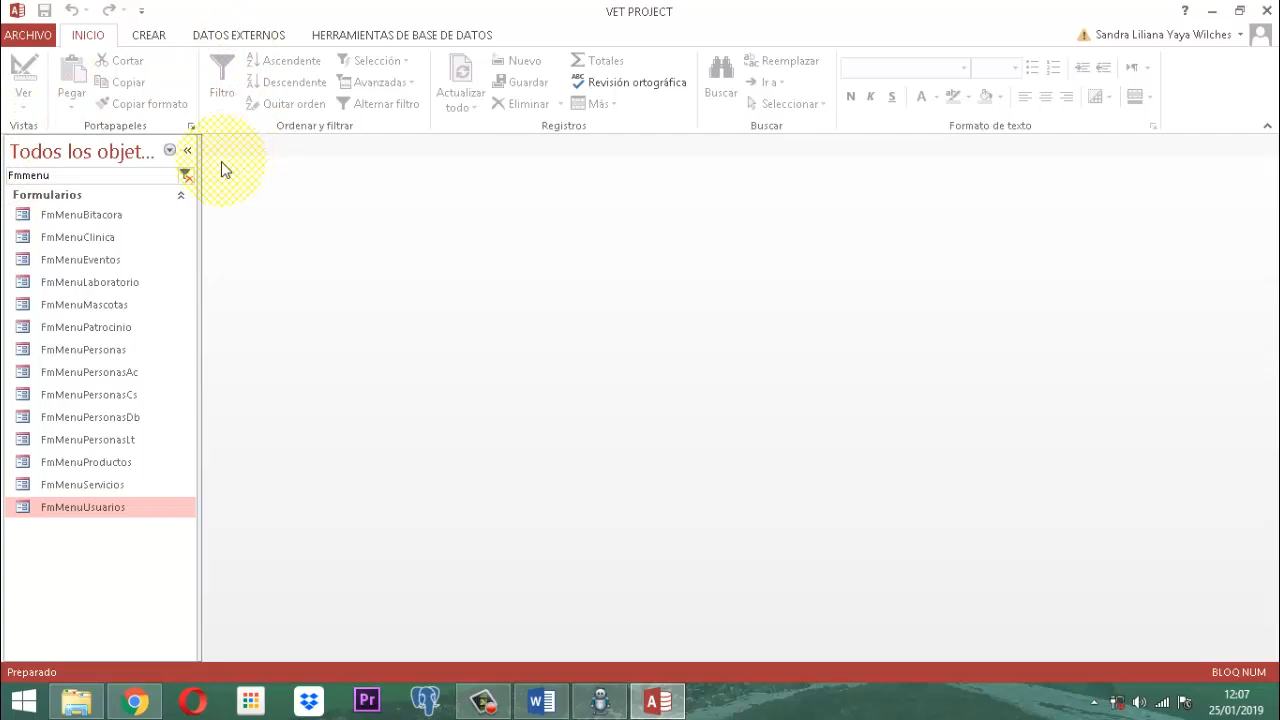 VET PROJECT
?
ARCHIVO INICIO CREAR DATOS EXTERNOS HERRAMIENTAS DE BASE DE DATOS
Sandra Liliana Yaya Wilches
Ver
Vistas
Pegar
Cortar
Copiar
Copiar formato
Portapapeles
Filtro
Ascendente
Descendente
Quitar orden
Selección
Avanzadas
Alternar filtro
Ordenar y filtrar
Actualizar
todo
Nuevo
Guardar
Eliminar
Totales
ABC
Revisión ortográfica
Más
Registros
Buscar
Reemplazar
Ir a
Seleccionar
Buscar
N K S A
Formato de texto
Todos los objet... «
Fmmenu
Formularios
FmMenuBitacora
FmMenuClinica
FmMenuEventos
FmMenuLaboratorio
FmMenuMascotas
FmMenuPatrocinio
FmMenuPersonas
FmMenuPersonasAc
FmMenuPersonasCs
FmMenuPersonasDb
FmMenuPersonasLt
FmMenuProductos
FmMenuServicios
FmMenuUsuarios
Preparado
BLOQ NUM
Pr
12:07
25/01/2019